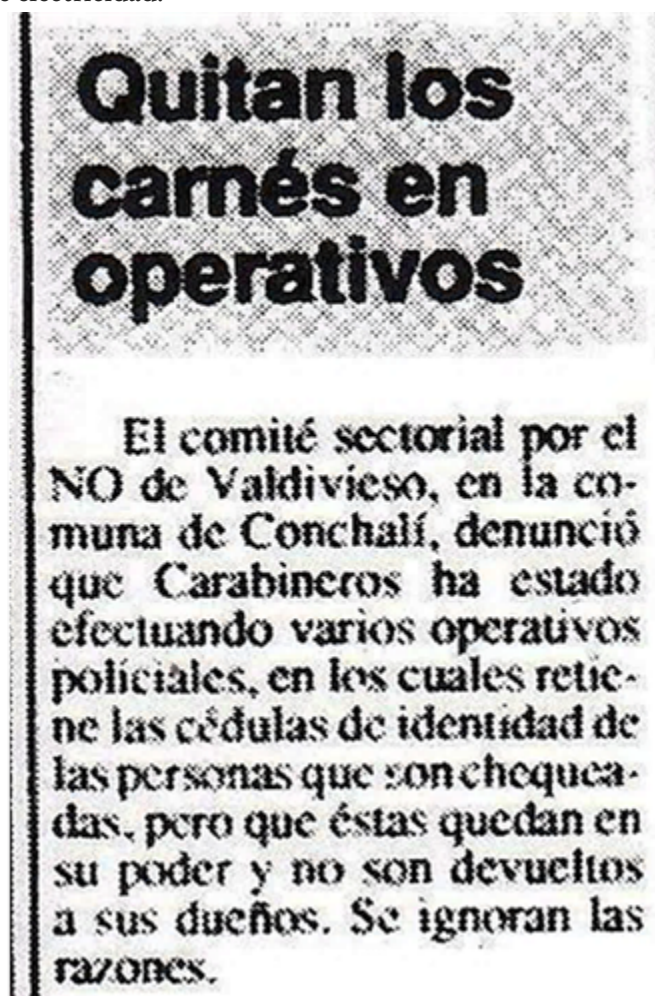 electricidad.
Quitan los
carnés en
operativos
El comité sectorial por el
NO de Valdivieso, en la co-
muna de Conchalí, denunció
que Carabineros ha estado
efectuando varios operativos
policiales, en los cuales retie-
ne las cédulas de identidad de
las personas que son chequea-
das, pero que éstas quedan en
su poder y no son devueltos
a sus dueños. Se ignoran las
razones.